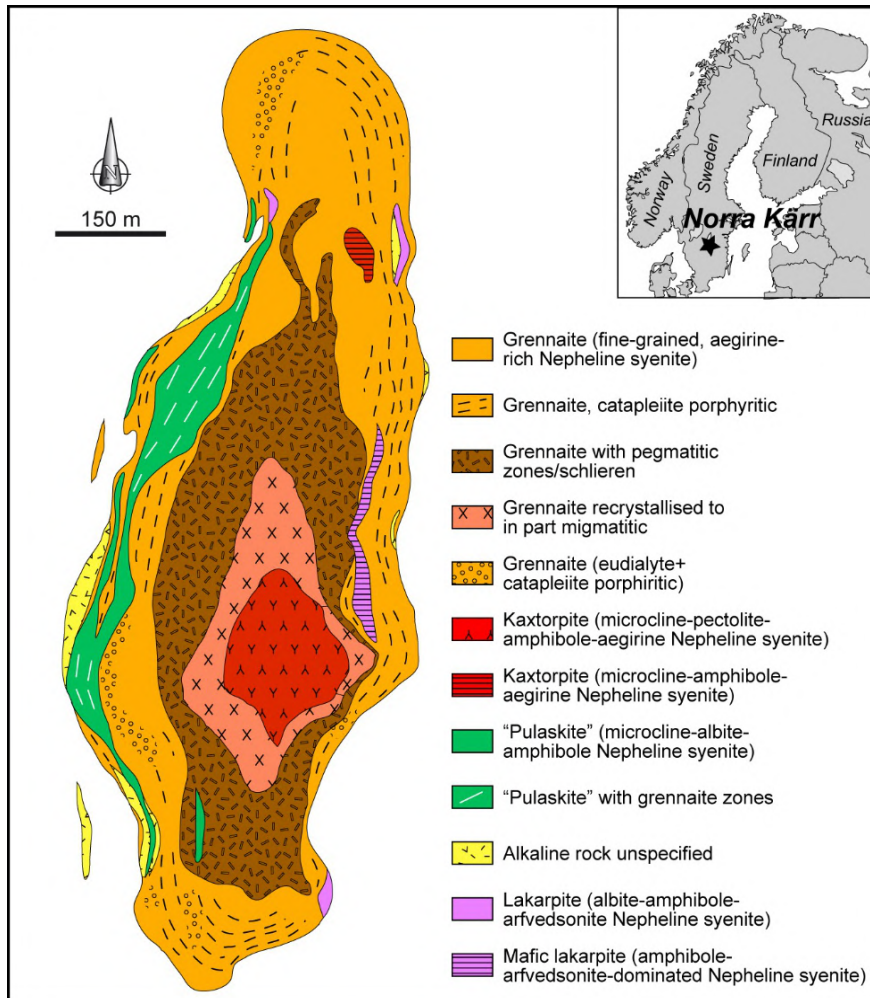 N
150 m
Norway
Sweden
Finland
Russia
Norra Kärr
Grennaite (fine-grained, aegirine-
rich Nepheline syenite)
Grennaite, catapleiite porphyritic
Grennaite with pegmatitic
zones/schlieren
Grennaite recrystallised to
in part migmatitic
Grennaite (eudialyte+
catapleiite porphiritic)
Kaxtorpite (microcline-pectolite-
amphibole-aegirine Nepheline syenite)
Kaxtorpite (microcline-amphibole-
aegirine Nepheline syenite)
"Pulaskite" (microcline-albite-
amphibole Nepheline syenite)
"Pulaskite" with grennaite zones
Alkaline rock unspecified
Lakarpite (albite-amphibole-
arfvedsonite Nepheline syenite)
Mafic lakarpite (amphibole-
arfvedsonite-dominated Nepheline syenite)